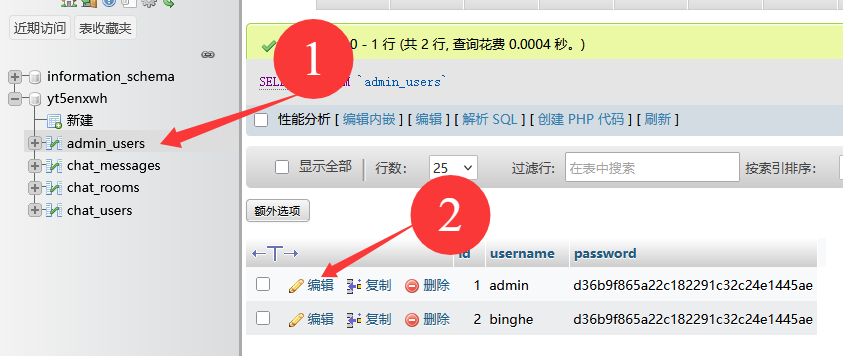 近期访问 表收藏夹
information_schema
yt5enxwh
新建
admin_users
chat_messages
chat_rooms
chat_users
1
0 - 1 行 (共 2 行, 查询花费 0.0004 秒。)
`admin_users`
性能分析 [ 编辑内嵌 ] [ 编辑 ] [ 解析 SQL ] [ 创建 PHP 代码 ] [ 刷新 ]
显示全部 行数: 25 过滤行: 在表中搜索 按索引排序:
额外选项
2
←T→ id username password
编辑 复制 删除 1 admin d36b9f865a22c182291c32c24e1445ae
编辑 复制 删除 2 binghe d36b9f865a22c182291c32c24e1445ae